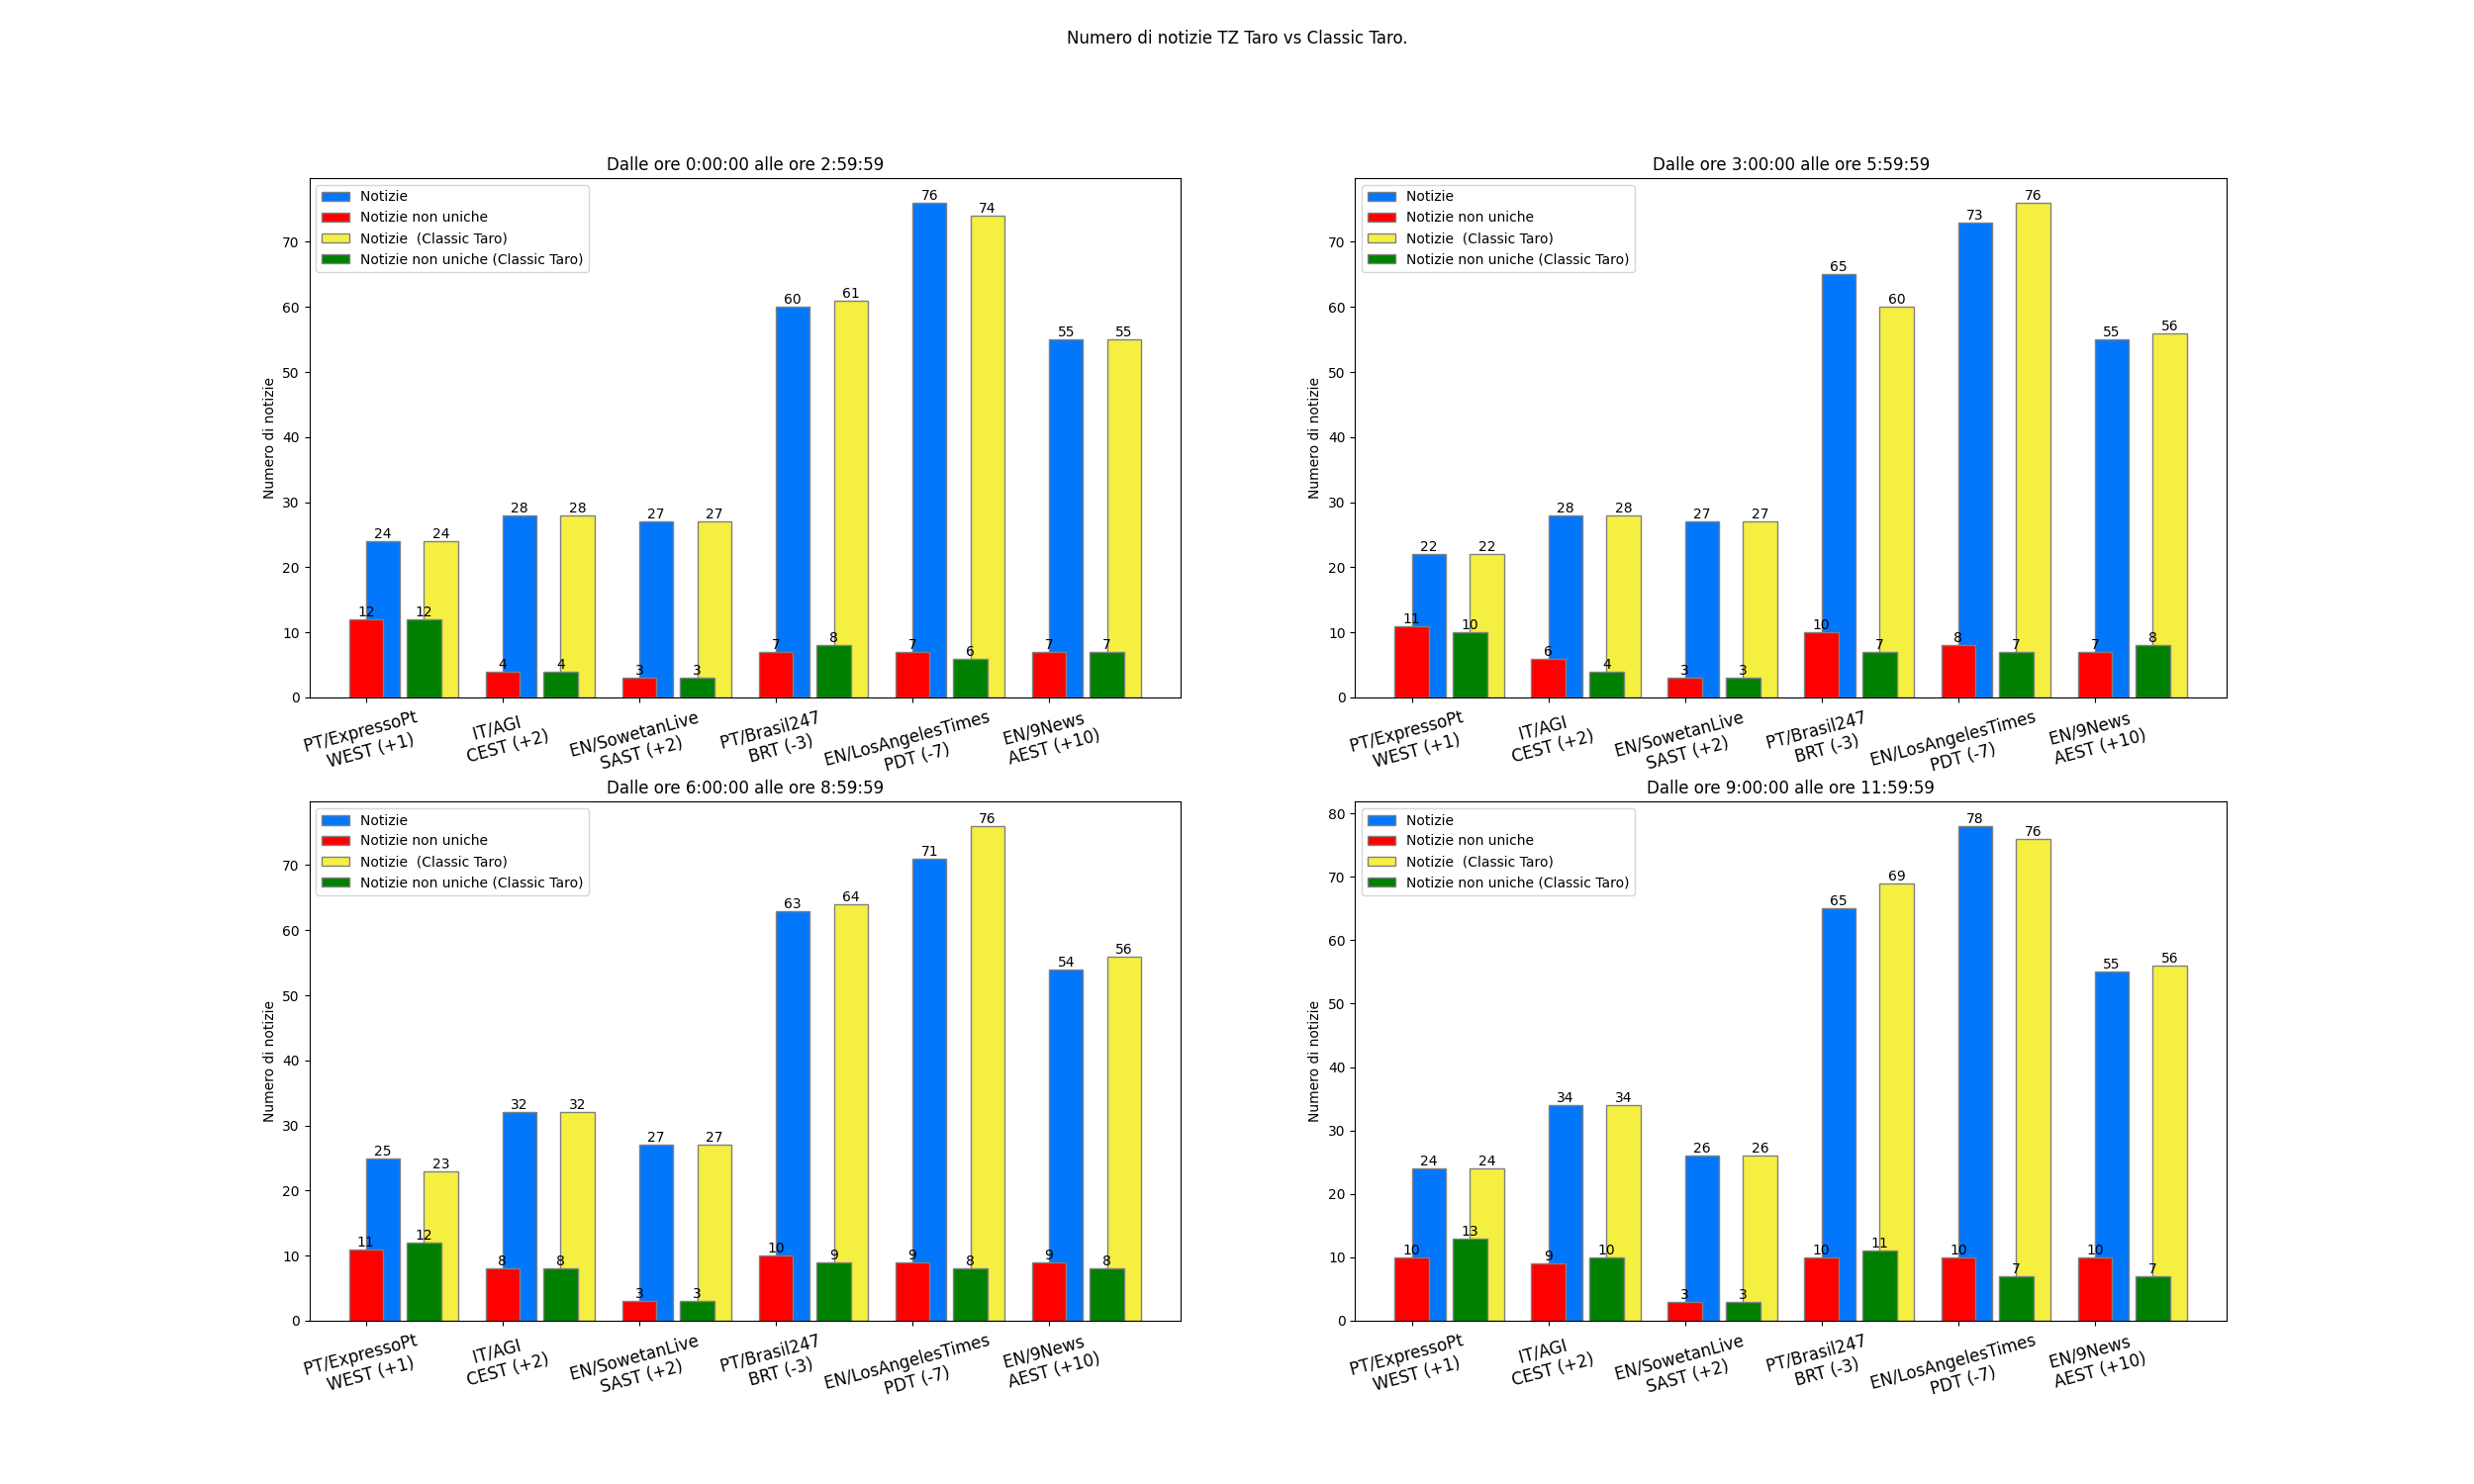 Numero di notizie TZ Taro vs Classic Taro.
Dalle ore 0:00:00 alle ore 2:59:59
Notizie
Notizie non uniche
Notizie  (Classic Taro)
Notizie non uniche (Classic Taro)
Numero di notizie
70
60
50
40
30
20
10
0
24 24 28 28 27 27 60 61 76 74 55 55
12 12 4 4 3 3 7 8 7 6 7 7
PT/ExpressoPt
WEST (+1)
IT/AGI
CEST (+2)
EN/SowetanLive
SAST (+2)
PT/Brasil247
BRT (-3)
EN/LosAngelesTimes
PDT (-7)
EN/9News
AEST (+10)
Dalle ore 3:00:00 alle ore 5:59:59
Notizie
Notizie non uniche
Notizie  (Classic Taro)
Notizie non uniche (Classic Taro)
Numero di notizie
70
60
50
40
30
20
10
0
22 22 28 28 27 27 65 60 73 76 55 56
11 10 6 4 3 3 10 7 8 7 7 8
PT/ExpressoPt
WEST (+1)
IT/AGI
CEST (+2)
EN/SowetanLive
SAST (+2)
PT/Brasil247
BRT (-3)
EN/LosAngelesTimes
PDT (-7)
EN/9News
AEST (+10)
Dalle ore 6:00:00 alle ore 8:59:59
Notizie
Notizie non uniche
Notizie  (Classic Taro)
Notizie non uniche (Classic Taro)
Numero di notizie
70
60
50
40
30
20
10
0
25 23 32 32 27 27 63 64 71 76 54 56
11 12 8 8 3 3 10 9 9 8 9 8
PT/ExpressoPt
WEST (+1)
IT/AGI
CEST (+2)
EN/SowetanLive
SAST (+2)
PT/Brasil247
BRT (-3)
EN/LosAngelesTimes
PDT (-7)
EN/9News
AEST (+10)
Dalle ore 9:00:00 alle ore 11:59:59
Notizie
Notizie non uniche
Notizie  (Classic Taro)
Notizie non uniche (Classic Taro)
Numero di notizie
80
70
60
50
40
30
20
10
0
24 24 34 34 26 26 65 69 78 76 55 56
10 13 9 10 3 3 10 11 10 7 10 7
PT/ExpressoPt
WEST (+1)
IT/AGI
CEST (+2)
EN/SowetanLive
SAST (+2)
PT/Brasil247
BRT (-3)
EN/LosAngelesTimes
PDT (-7)
EN/9News
AEST (+10)